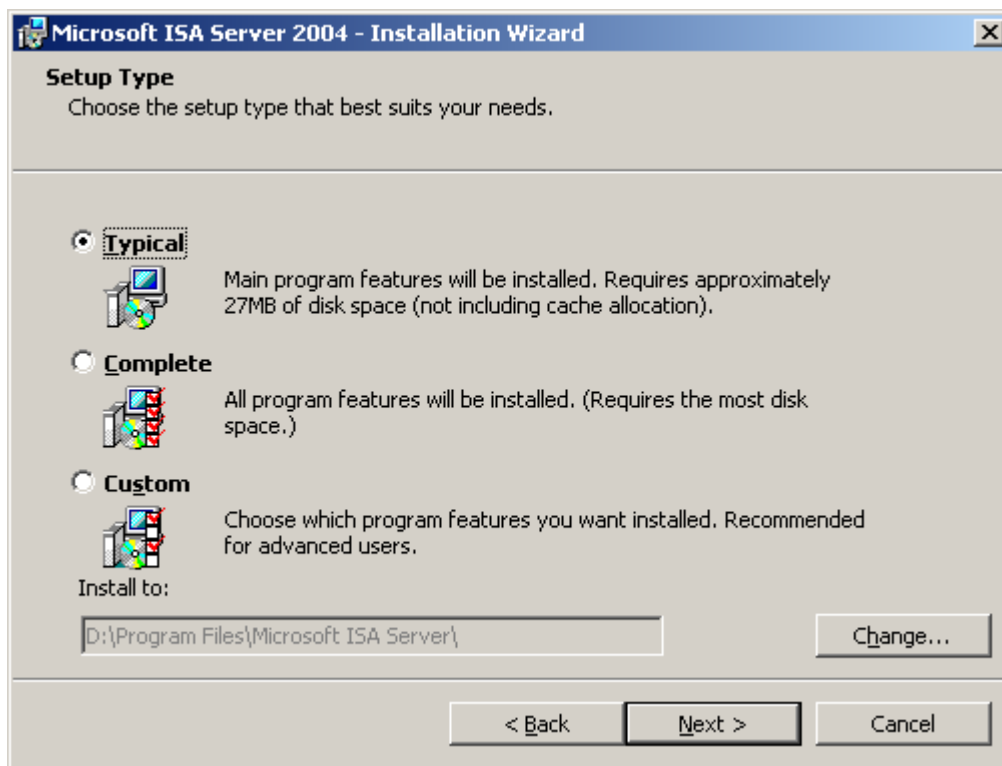 Microsoft ISA Server 2004 - Installation Wizard
Setup Type
Choose the setup type that best suits your needs.
Typical
Main program features will be installed. Requires approximately
27MB of disk space (not including cache allocation).
Complete
All program features will be installed. (Requires the most disk
space.)
Custom
Choose which program features you want installed. Recommended
for advanced users.
Install to:
D:\Program Files\Microsoft ISA Server\
Change...
< Back
Next >
Cancel